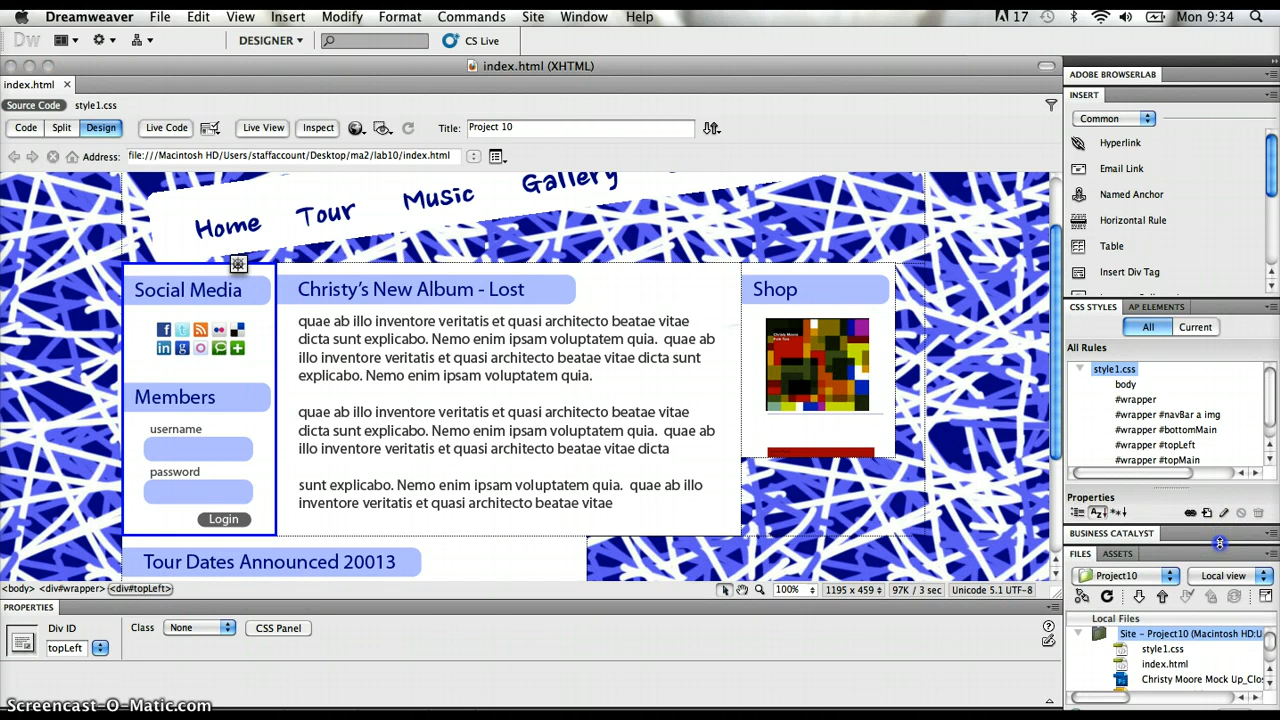 Dreamweaver File Edit View Insert Modify Format Commands Site Window Help 17 Mon 9:34
Dw DESIGNER CS Live
index.html (XHTML)
index.html
Source Code style1.css
Code Split Design Live Code Live View Inspect Title: Project 10
Address: file:///Macintosh HD/Users/staffaccount/Desktop/ma2/lab10/index.html
Home Tour Music Gallery
Social Media
Members
username
password
Login
Christy's New Album - Lost
quae ab illo inventore veritatis et quasi architecto beatae vitae
dicta sunt explicabo. Nemo enim ipsam voluptatem quia. quae ab
illo inventore veritatis et quasi architecto beatae vitae dicta sunt
explicabo. Nemo enim ipsam voluptatem quia.
quae ab illo inventore veritatis et quasi architecto beatae vitae
dicta sunt explicabo. Nemo enim ipsam voluptatem quia. quae ab
illo inventore veritatis et quasi architecto beatae vitae dicta
sunt explicabo. Nemo enim ipsam voluptatem quia. quae ab illo
inventore veritatis et quasi architecto beatae vitae
Shop
Tour Dates Announced 20013
<body> <div#wrapper> <div#topLeft> 100% 1195 x 459 97K / 3 sec Unicode 5.1 UTF-8
PROPERTIES
Div ID
topLeft
Class None CSS Panel
ADOBE BROWSERLAB
INSERT
Common
Hyperlink
Email Link
Named Anchor
Horizontal Rule
Table
Insert Div Tag
CSS STYLES AP ELEMENTS
All Current
All Rules
style1.css
body
#wrapper
#wrapper #navBar a img
#wrapper #bottomMain
#wrapper #topLeft
#wrapper #topMain
Properties
BUSINESS CATALYST
FILES ASSETS
Project10 Local view
Local Files
Site – Project10 (Macintosh HD:U
style1.css
index.html
Christy Moore Mock Up_Clos
Screencast-O-Matic.com